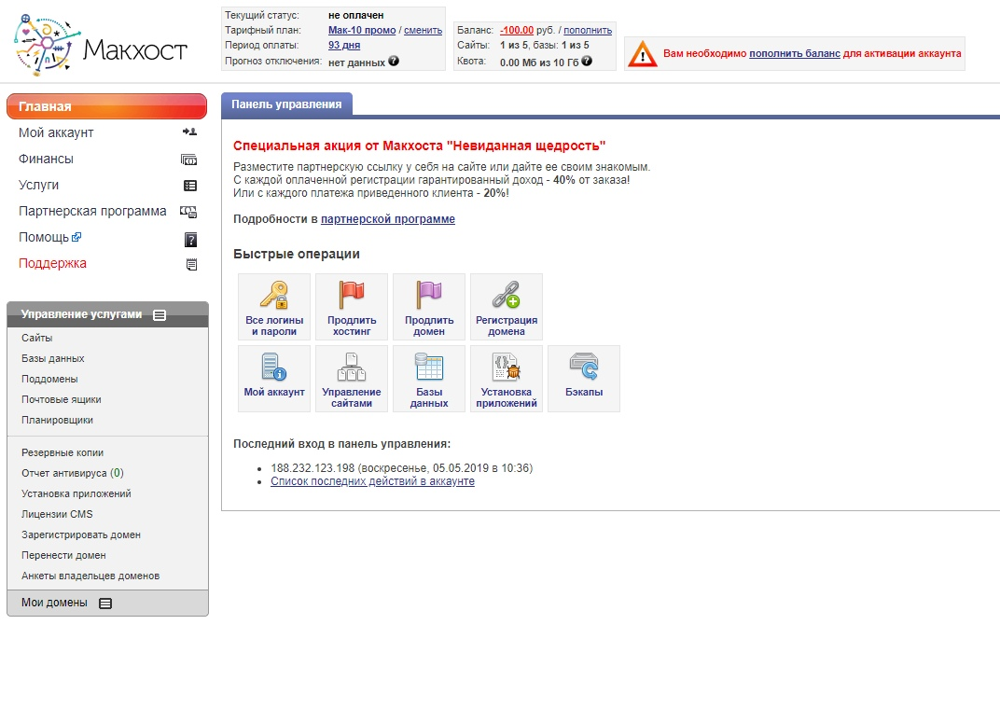 Макхост
Текущий статус: не оплачен
Тарифный план: Мак-10 промо / сменить
Период оплаты: 93 дня
Прогноз отключения: нет данных ?
Баланс: -100.00 руб. / пополнить
Сайты: 1 из 5, базы: 1 из 5
Квота: 0.00 Мб из 10 Гб ?
Вам необходимо пополнить баланс для активации аккаунта
Главная
Мой аккаунт
Финансы
Услуги
Партнерская программа
Помощь
Поддержка
Управление услугами
Сайты
Базы данных
Поддомены
Почтовые ящики
Планировщики
Резервные копии
Отчет антивируса (0)
Установка приложений
Лицензии CMS
Зарегистрировать домен
Перенести домен
Анкеты владельцев доменов
Мои домены
Панель управления
Специальная акция от Макхоста "Невиданная щедрость"
Разместите партнерскую ссылку у себя на сайте или дайте ее своим знакомым.
С каждой оплаченной регистрации гарантированный доход - 40% от заказа!
Или с каждого платежа приведенного клиента - 20%!
Подробности в партнерской программе
Быстрые операции
Все логины
и пароли
Продлить
хостинг
Продлить
домен
Регистрация
домена
Мой аккаунт
Управление
сайтами
Базы
данных
Установка
приложений
Бэкапы
Последний вход в панель управления:
188.232.123.198 (воскресенье, 05.05.2019 в 10:36)
Список последних действий в аккаунте